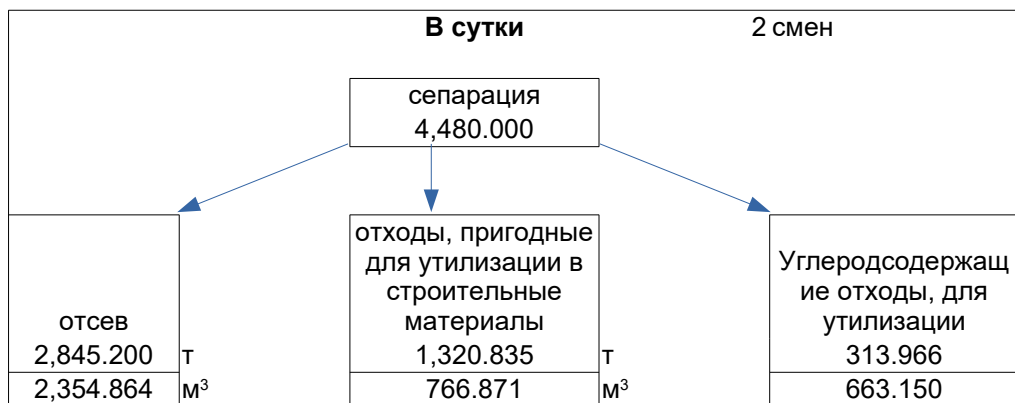 В сутки 2 смен
сепарация
4,480.000
отсев
2,845.200 т
2,354.864 м³
отходы, пригодные
для утилизации в
строительные
материалы
1,320.835 т
766.871 м³
Углеродсодержащ
ие отходы, для
утилизации
313.966
663.150